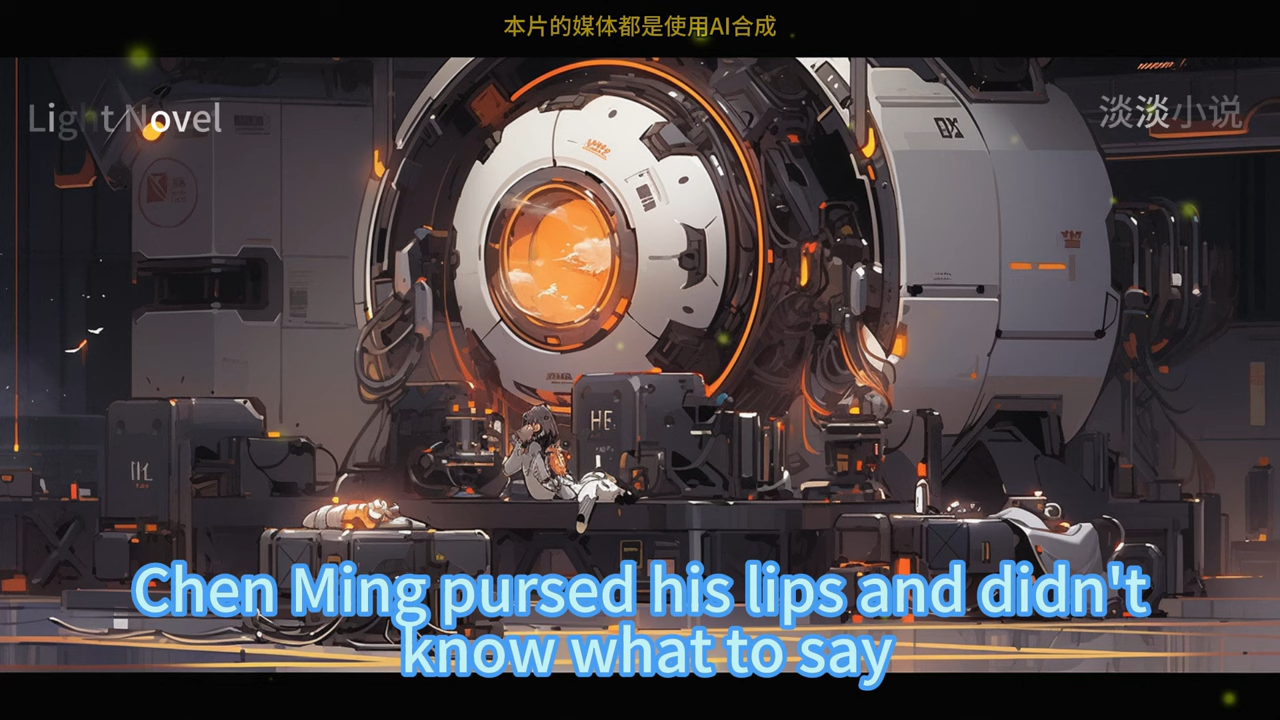 本片的媒体都是使用AI合成
Light Novel
淡淡小说
HE
Chen Ming pursed his lips and didn't
know what to say